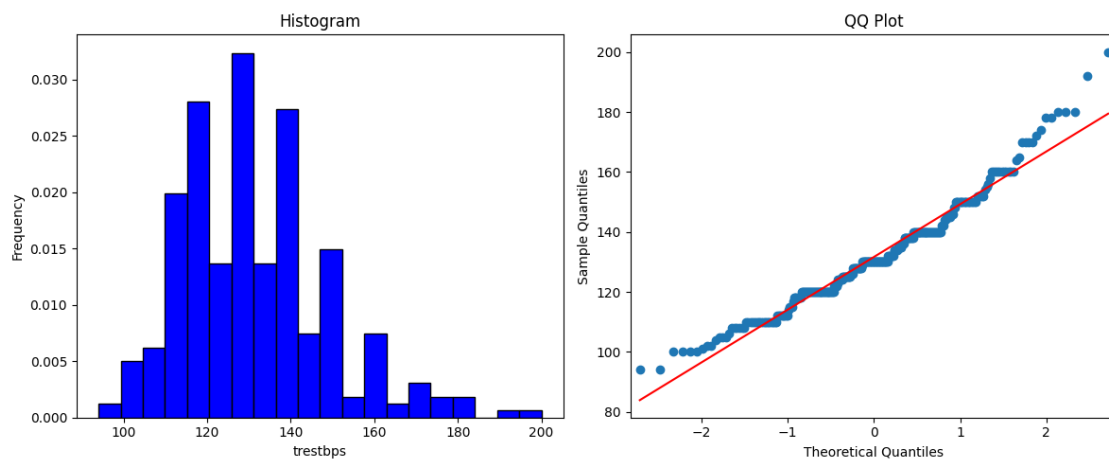 Histogram
Frequency
0.030
0.025
0.020
0.015
0.010
0.005
0.000
100 120 140 160 180 200
trestbps
QQ Plot
Sample Quantiles
200
180
160
140
120
100
80
−2 −1 0 1 2
Theoretical Quantiles